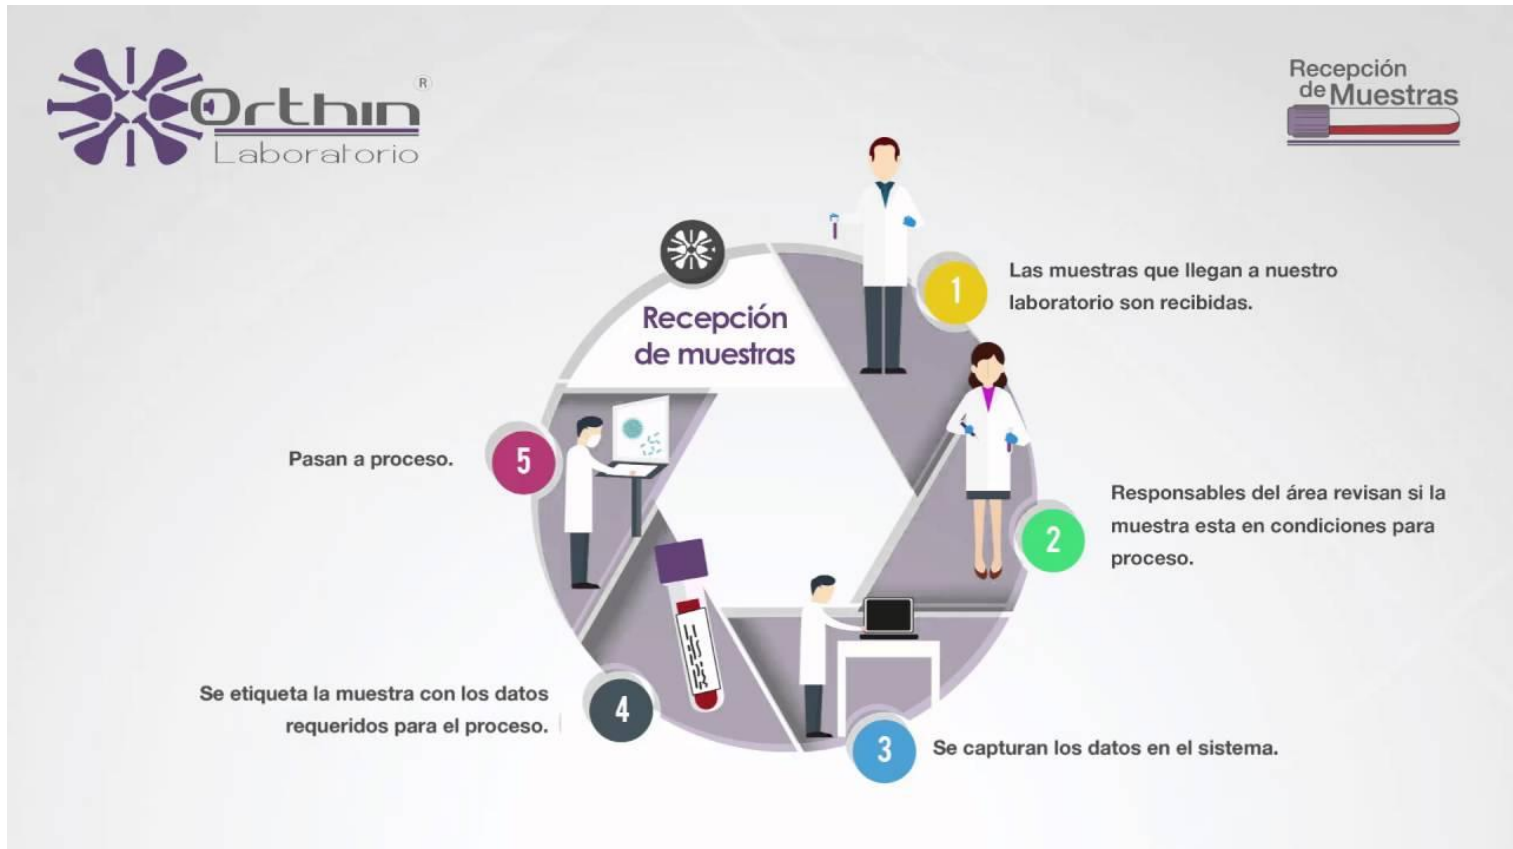 Orthin®
Laboratorio
Recepción
de Muestras
Recepción
de muestras
1
Las muestras que llegan a nuestro
laboratorio son recibidas.
2
Responsables del área revisan si la
muestra esta en condiciones para
proceso.
3
Se capturan los datos en el sistema.
4
Se etiqueta la muestra con los datos
requeridos para el proceso.
5
Pasan a proceso.